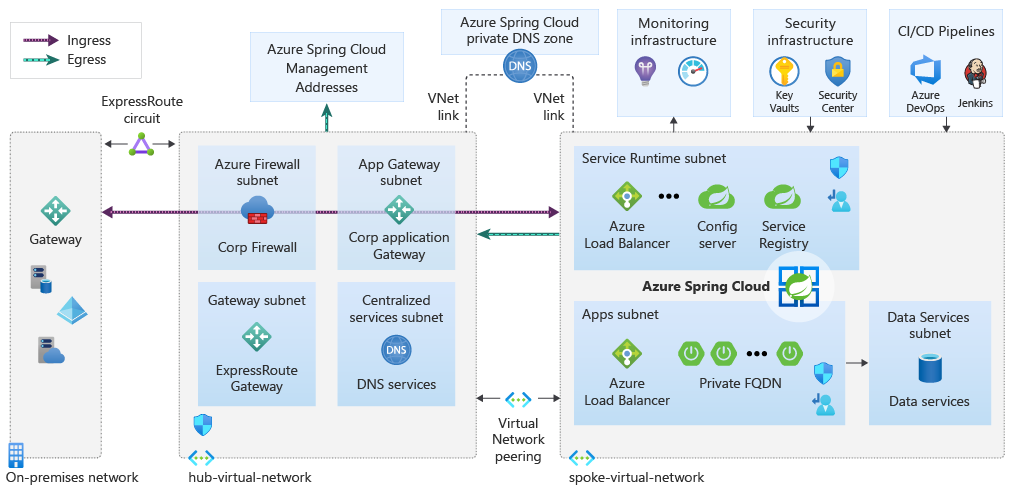 Ingress
Egress
Azure Spring Cloud
Management
Addresses
Azure Spring Cloud
private DNS zone
DNS
Monitoring
infrastructure
Security
infrastructure
Key
Vaults
Security
Center
CI/CD Pipelines
Azure
DevOps
Jenkins
ExpressRoute
circuit
VNet
link
VNet
link
Gateway
On-premises network
Azure Firewall
subnet
Corp Firewall
App Gateway
subnet
Corp application
Gateway
Gateway subnet
ExpressRoute
Gateway
Centralized
services subnet
DNS
DNS services
hub-virtual-network
Virtual
Network
peering
Service Runtime subnet
Azure
Load Balancer
Config
server
Service
Registry
Azure Spring Cloud
Apps subnet
Azure
Load Balancer
Private FQDN
Data Services
subnet
Data services
spoke-virtual-network